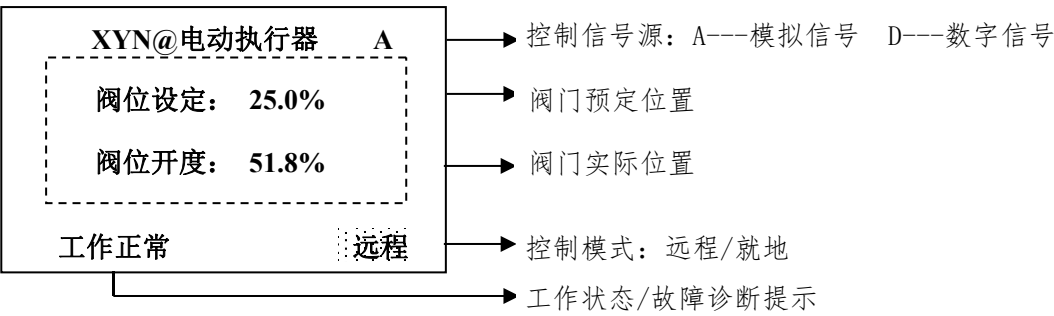 XYN@电动执行器 A
控制信号源：A---模拟信号 D---数字信号
阀位设定： 25.0%
阀门预定位置
阀位开度： 51.8%
阀门实际位置
工作正常 远程
控制模式：远程/就地
工作状态/故障诊断提示